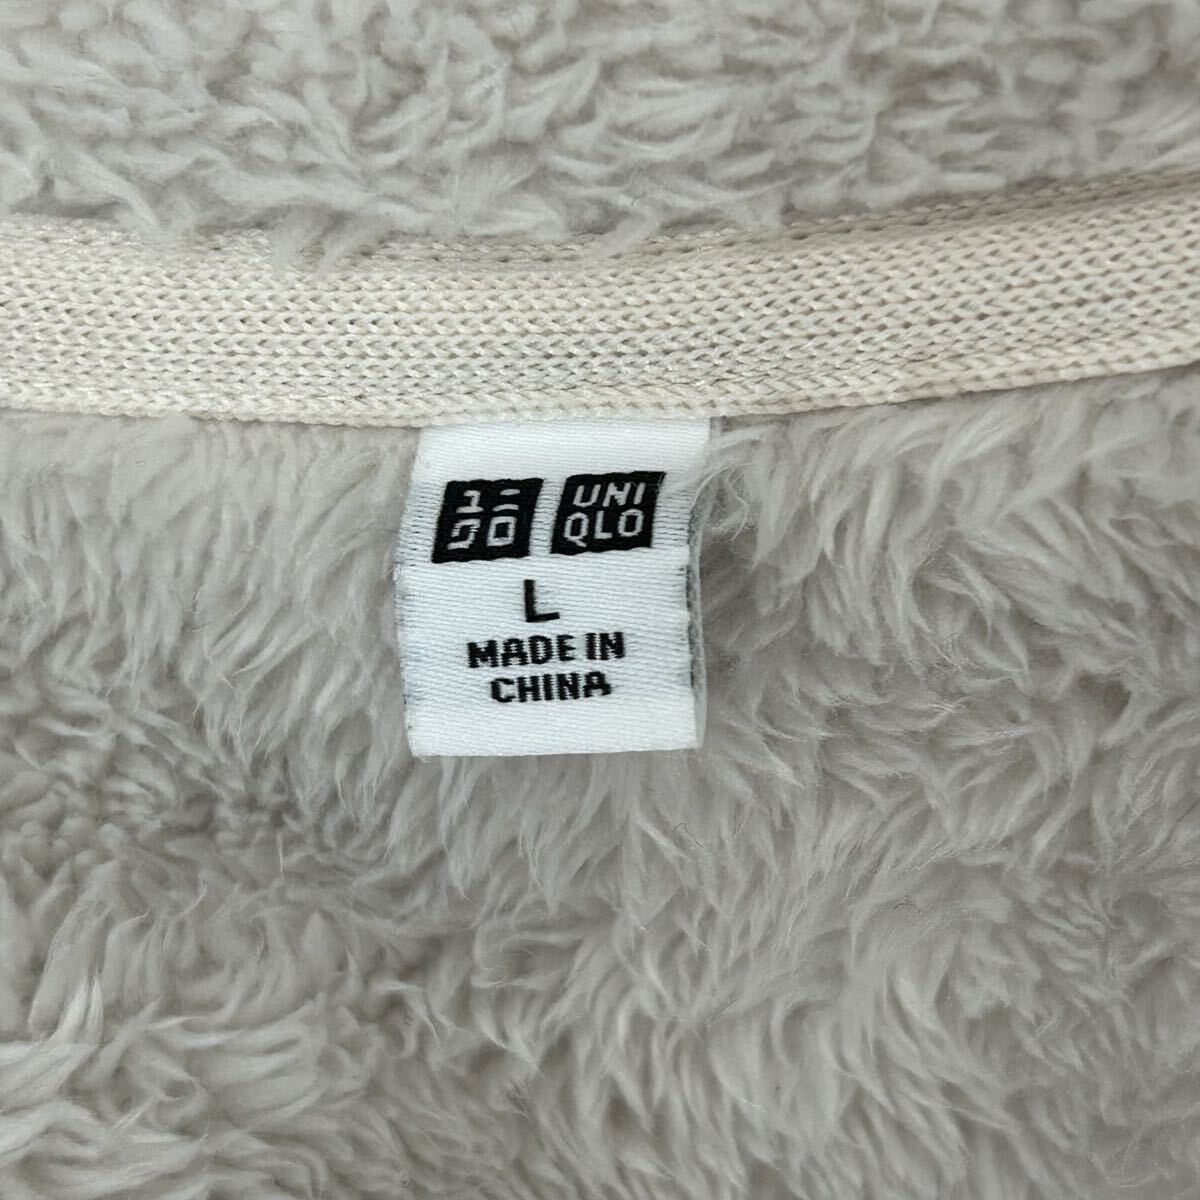 ユニ UNI
クロ QLO
L
MADE IN
CHINA